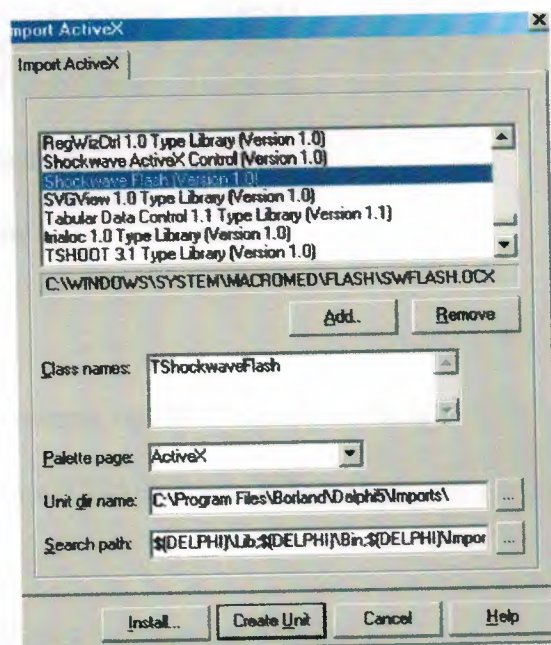 mport ActiveX
Import ActiveX
RegWizCtrl 1.0 Type Library (Version 1.0)
Shockwave ActiveX Control (Version 1.0)
Shockwave Flash (Version 1.0)
SVGView 1.0 Type Library (Version 1.0)
Tabular Data Control 1.1 Type Library (Version 1.1)
trialoc 1.0 Type Library (Version 1.0)
TSHOOT 3.1 Type Library (Version 1.0)
C:\WINDOWS\SYSTEM\MACROMED\FLASH\SWFLASH.OCX
Add.. Remove
Class names: TShockwaveFlash
Palette page: ActiveX
Unit dir name: C:\Program Files\Borland\Delphi5\Imports\ ...
Search path: $(DELPHI)\Lib;$(DELPHI)\Bin;$(DELPHI)\Impor ...
Install... Create Unit Cancel Help